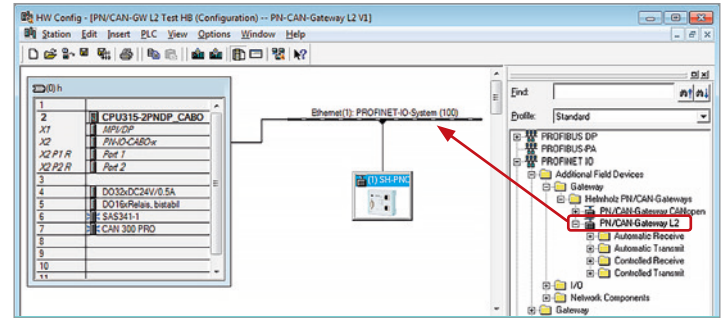 HW Config - [PN/CAN-GW L2 Test HB (Configuration) -- PN-CAN-Gateway L2 V1]
Station Edit Insert PLC View Options Window Help
(0) h
1
2 CPU315-2PNDP_CABO
X1 MPI/DP
X2 PN-IO-CABOx
X2 P1 R Port 1
X2 P2 R Port 2
3
4 DO32xDC24V/0.5A
5 DO16xRelais, bistabil
6 SAS341-1
7 CAN 300 PRO
8
9
10
11
Ethernet(1): PROFINET-IO-System (100)
(1) SH-PNC
Find:
Profile: Standard
PROFIBUS DP
PROFIBUS-PA
PROFINET IO
Additional Field Devices
Gateway
Helmholz PN/CAN-Gateways
PN/CAN-Gateway CANopen
PN/CAN-Gateway L2
Automatic Receive
Automatic Transmit
Controlled Receive
Controlled Transmit
I/O
Network Components
Gateway